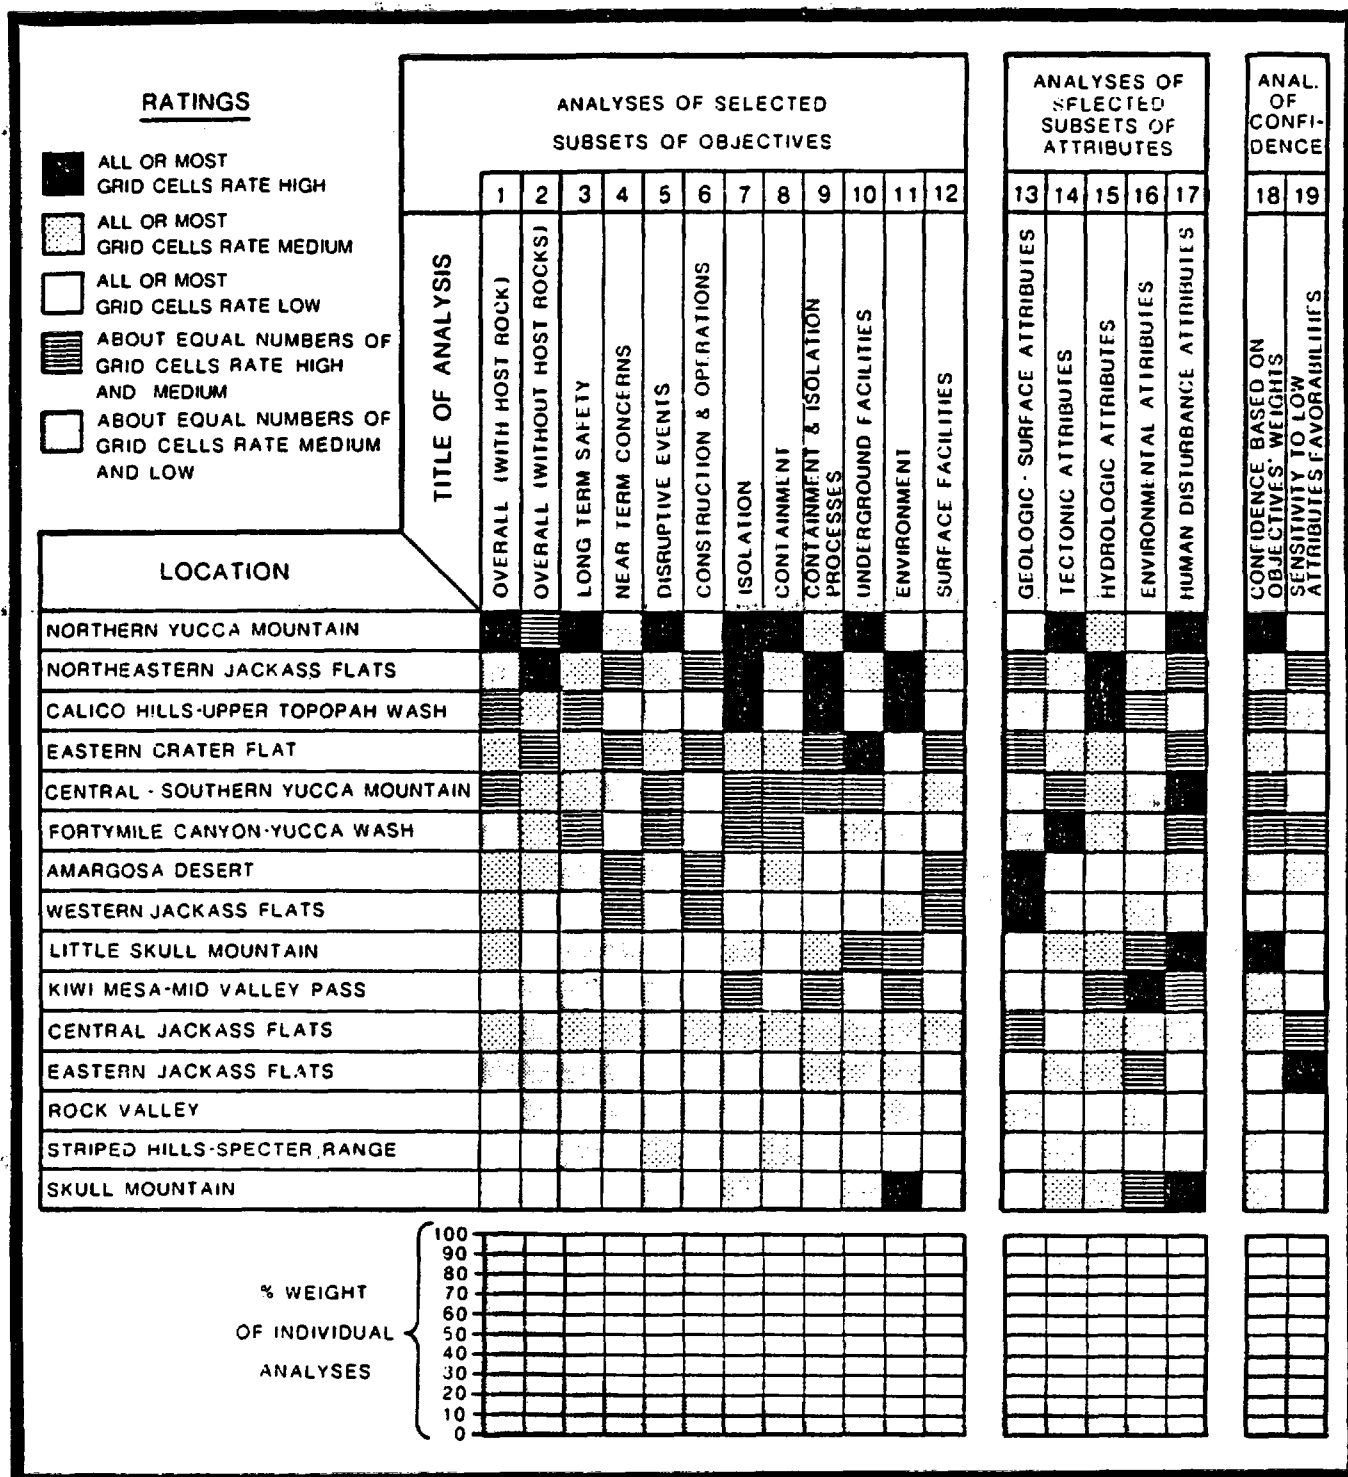 RATINGS
ALL OR MOST
GRID CELLS RATE HIGH
ALL OR MOST
GRID CELLS RATE MEDIUM
ALL OR MOST
GRID CELLS RATE LOW
ABOUT EQUAL NUMBERS OF
GRID CELLS RATE HIGH
AND MEDIUM
ABOUT EQUAL NUMBERS OF
GRID CELLS RATE MEDIUM
AND LOW
ANALYSES OF SELECTED
SUBSETS OF OBJECTIVES
ANALYSES OF
SELECTED
SUBSETS OF
ATTRIBUTES
ANAL.
OF
CONFI-
DENCE
1 2 3 4 5 6 7 8 9 10 11 12 13 14 15 16 17 18 19
TITLE OF ANALYSIS
OVERALL (WITH HOST ROCK)
OVERALL (WITHOUT HOST ROCKS)
LONG TERM SAFETY
NEAR TERM CONCERNS
DISRUPTIVE EVENTS
CONSTRUCTION & OPERATIONS
ISOLATION
CONTAINMENT
CONTAINMENT & ISOLATION
PROCESSES
UNDERGROUND FACILITIES
ENVIRONMENT
SURFACE FACILITIES
GEOLOGIC - SURFACE ATTRIBUTES
TECTONIC ATTRIBUTES
HYDROLOGIC ATTRIBUTES
ENVIRONMENTAL ATTRIBUTES
HUMAN DISTURBANCE ATTRIBUTES
CONFIDENCE BASED ON
OBJECTIVES' WEIGHTS
SENSITIVITY TO LOW
ATTRIBUTES FAVORABILITIES
LOCATION
NORTHERN YUCCA MOUNTAIN
NORTHEASTERN JACKASS FLATS
CALICO HILLS-UPPER TOPOPAH WASH
EASTERN CRATER FLAT
CENTRAL - SOUTHERN YUCCA MOUNTAIN
FORTYMILE CANYON-YUCCA WASH
AMARGOSA DESERT
WESTERN JACKASS FLATS
LITTLE SKULL MOUNTAIN
KIWI MESA-MID VALLEY PASS
CENTRAL JACKASS FLATS
EASTERN JACKASS FLATS
ROCK VALLEY
STRIPED HILLS-SPECTER RANGE
SKULL MOUNTAIN
% WEIGHT
OF INDIVIDUAL
ANALYSES
100
90
80
70
60
50
40
30
20
10
0